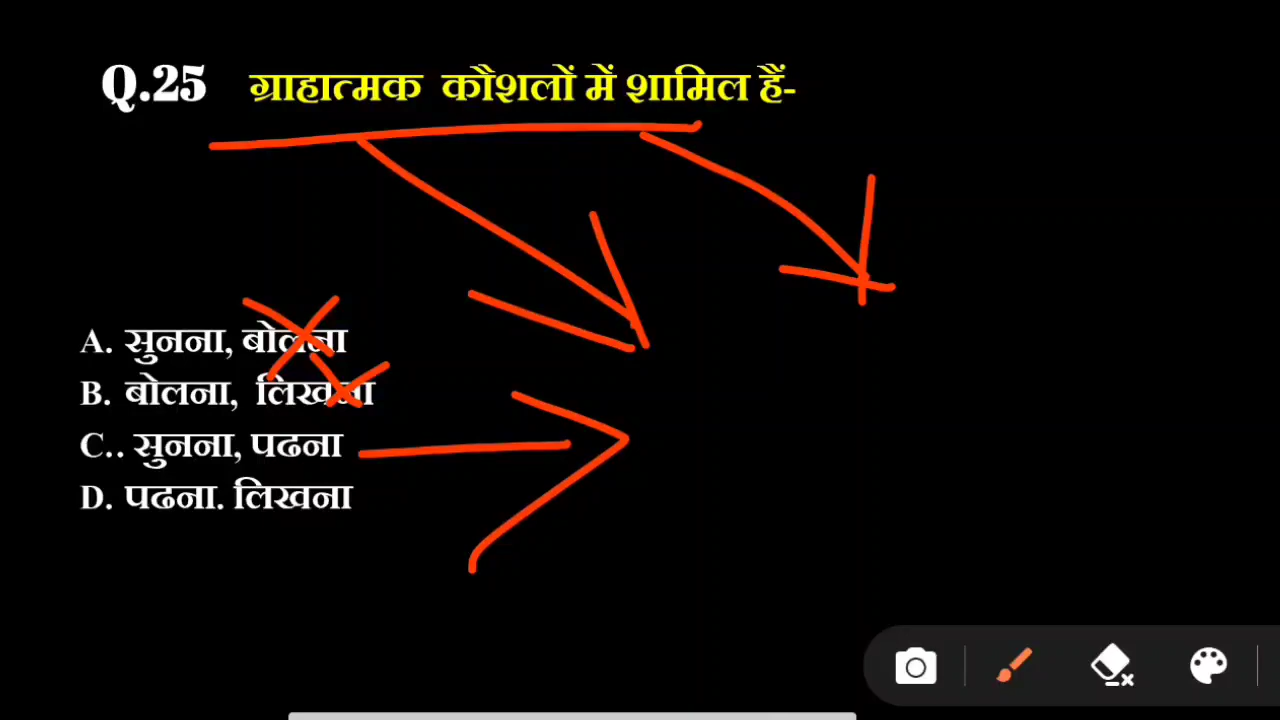 Q.25 ग्राहात्मक कौशलों में शामिल हैं-
A. सुनना, बोलना
B. बोलना, लिखना
C.. सुनना, पढना
D. पढना. लिखना